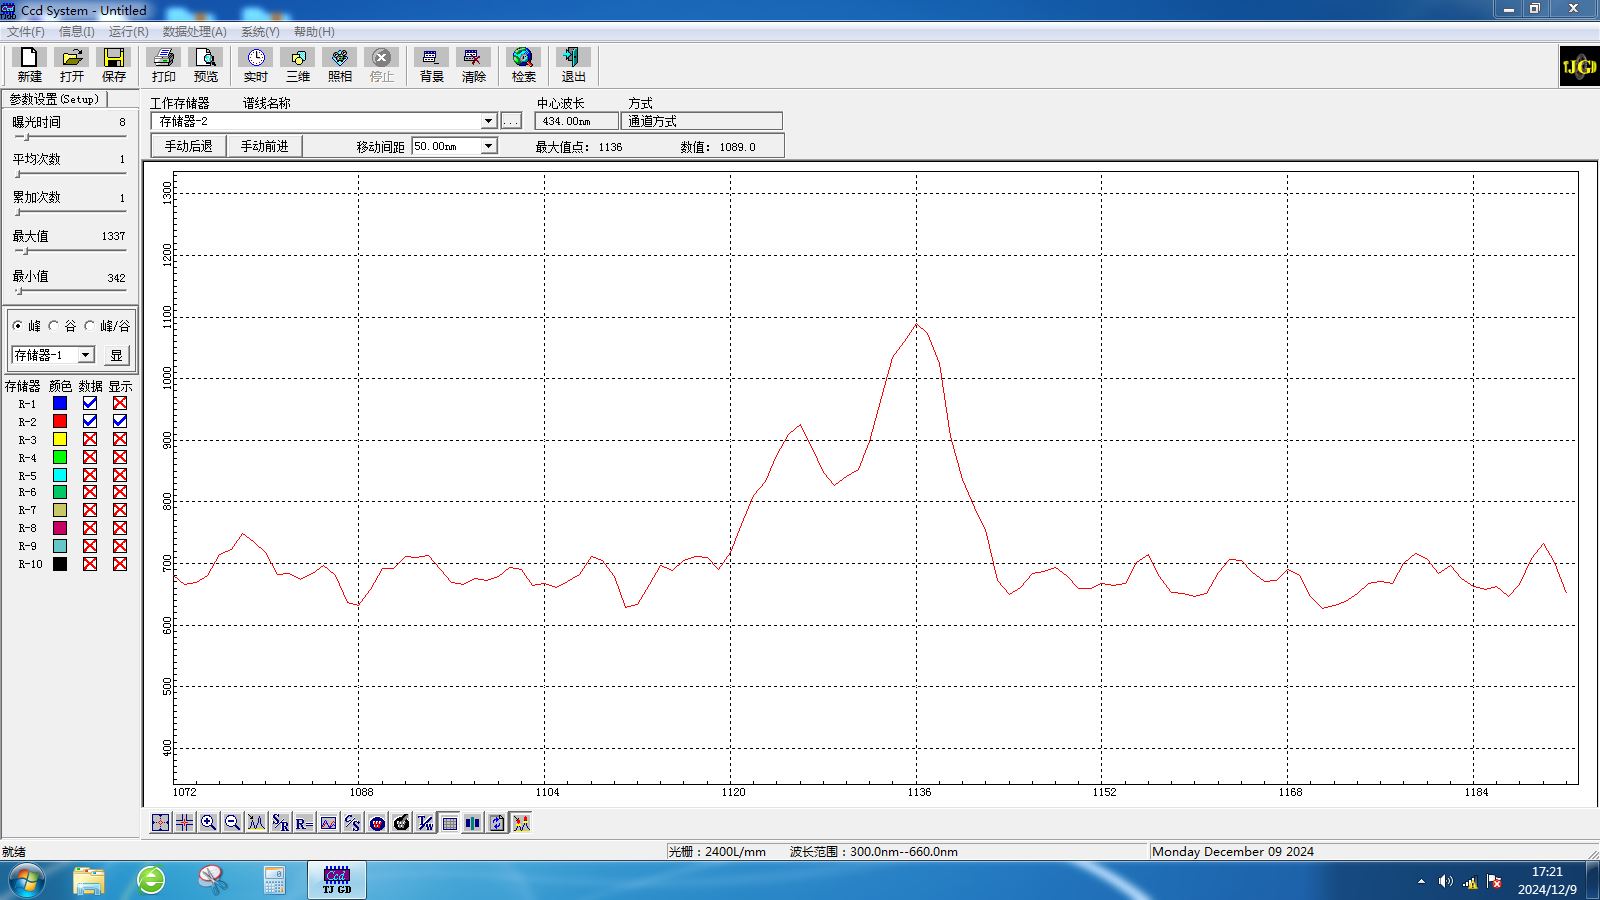 Ccd System - Untitled
文件(F) 信息(I) 运行(R) 数据处理(A) 系统(Y) 帮助(H)
新建 打开 保存 打印 预览 实时 三维 照相 停止 背景 清除 检索 退出
TJGD
参数设置(Setup)
曝光时间 8
平均次数 1
累加次数 1
最大值 1337
最小值 342
峰 谷 峰/谷
存储器-1 显
存储器 颜色 数据 显示
R-1
R-2
R-3
R-4
R-5
R-6
R-7
R-8
R-9
R-10
工作存储器 谱线名称 中心波长 方式
存储器-2 ... 434.00nm 通道方式
手动后退 手动前进 移动间距 50.00nm 最大值点: 1136 数值: 1089.0
1300
1200
1100
1000
900
800
700
600
500
400
1072 1088 1104 1120 1136 1152 1168 1184
就绪 光栅：2400L/mm 波长范围：300.0nm--660.0nm Monday December 09 2024
Ccd
TJ GD
17:21
2024/12/9